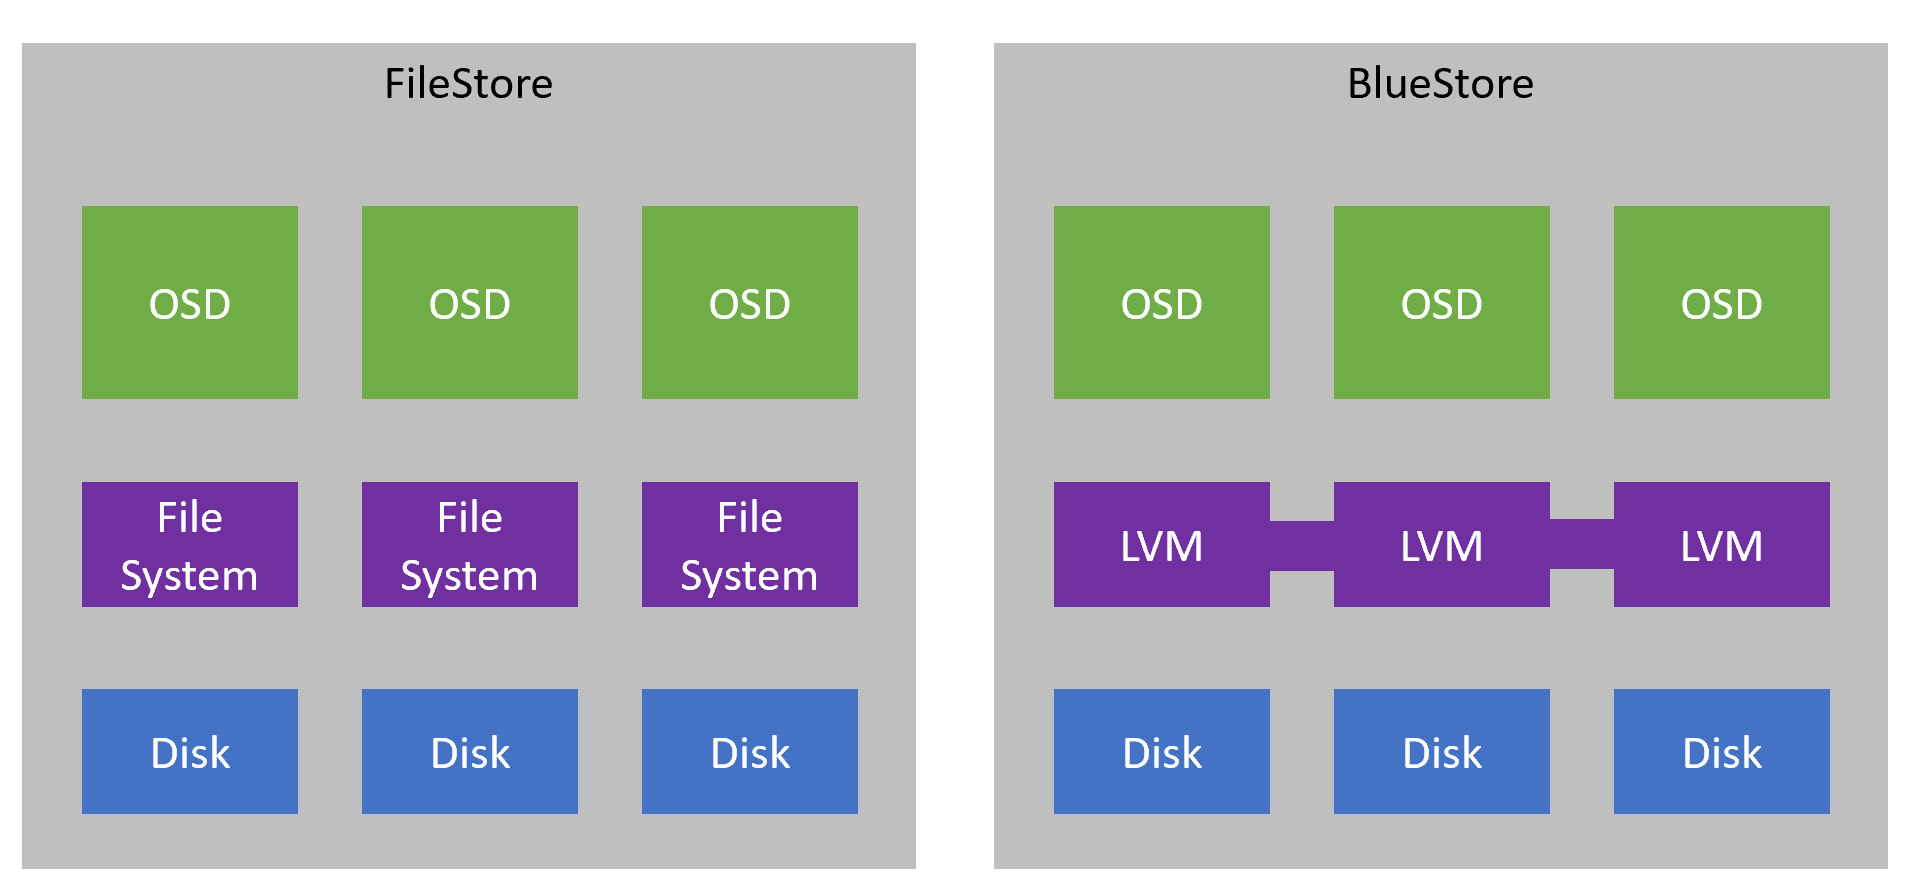 FileStore
OSD
OSD
OSD
File
System
File
System
File
System
Disk
Disk
Disk
BlueStore
OSD
OSD
OSD
LVM
LVM
LVM
Disk
Disk
Disk